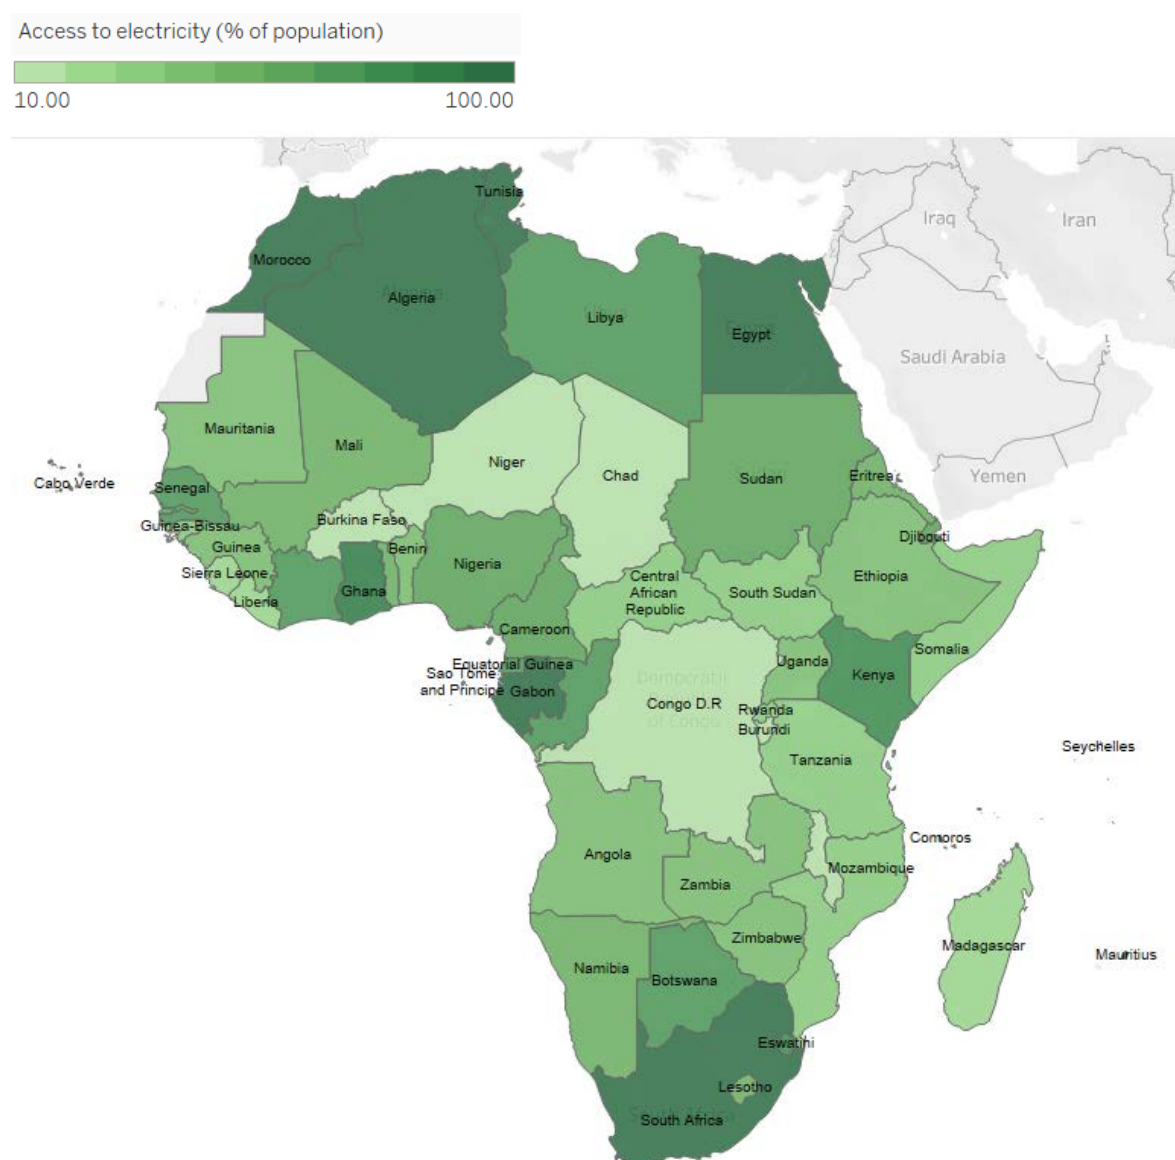 Access to electricity (% of population)
10.00
100.00
Tunisia
Iraq
Iran
Morocco
Algeria
Libya
Egypt
Saudi Arabia
Mauritania
Mali
Niger
Chad
Sudan
Eritrea
Yemen
Cabo Verde
Senegal
Burkina Faso
Guinea-Bissau
Guinea
Benin
Nigeria
Djibouti
Sierra Leone
Liberia
Ghana
Central
African
Republic
South Sudan
Ethiopia
Cameroon
Somalia
Equatorial Guinea
Sao Tome
and Principe
Gabon
Uganda
Kenya
Democratic
Congo D.R
of Congo
Rwanda
Burundi
Tanzania
Seychelles
Comoros
Angola
Zambia
Mozambique
Zimbabwe
Madagascar
Mauritius
Namibia
Botswana
Eswatini
Lesotho
South Africa